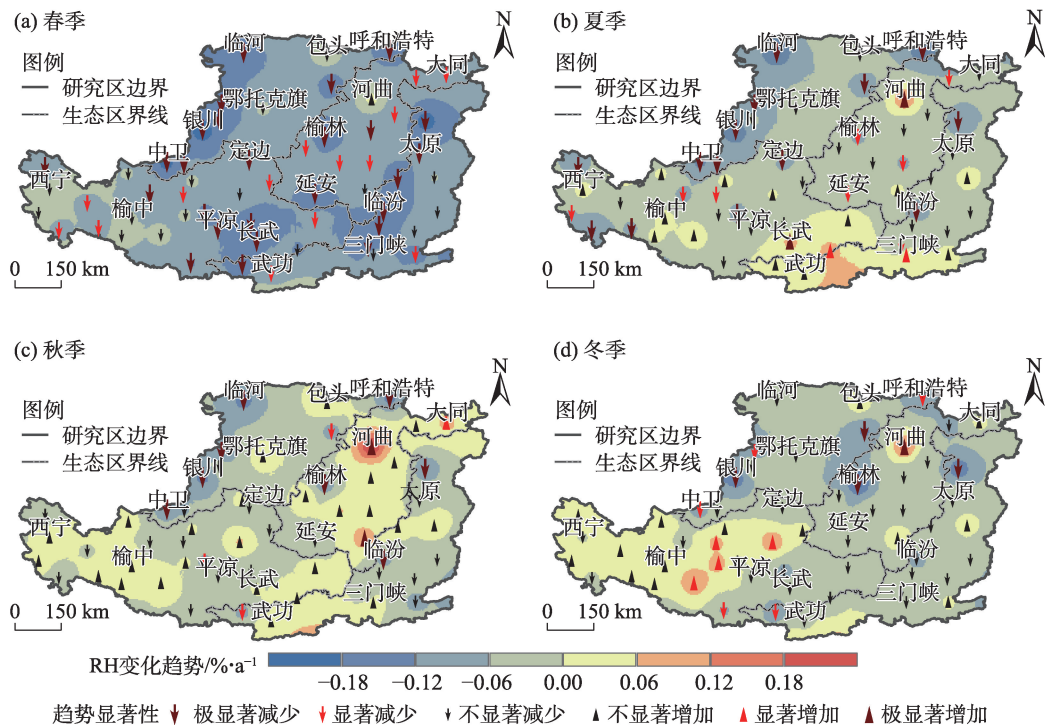 (a) 春季
N
图例
研究区边界
生态区界线
临河
包头
呼和浩特
大同
鄂托克旗
河曲
银川
榆林
太原
中卫
定边
西宁
榆中
延安
临汾
平凉
长武
三门峡
武功
0 150 km
(b) 夏季
N
图例
研究区边界
生态区界线
临河
包头
呼和浩特
大同
鄂托克旗
河曲
银川
榆林
太原
中卫
定边
西宁
榆中
延安
临汾
平凉
长武
三门峡
武功
0 150 km
(c) 秋季
N
图例
研究区边界
生态区界线
临河
包头
呼和浩特
大同
鄂托克旗
河曲
银川
榆林
太原
中卫
定边
西宁
榆中
延安
临汾
平凉
长武
三门峡
武功
0 150 km
(d) 冬季
N
图例
研究区边界
生态区界线
临河
包头
呼和浩特
大同
鄂托克旗
河曲
银川
榆林
太原
中卫
定边
西宁
榆中
延安
临汾
平凉
长武
三门峡
武功
0 150 km
RH变化趋势/%·a⁻¹
−0.18 −0.12 −0.06 0.00 0.06 0.12 0.18
趋势显著性 极显著减少 显著减少 不显著减少 不显著增加 显著增加 极显著增加